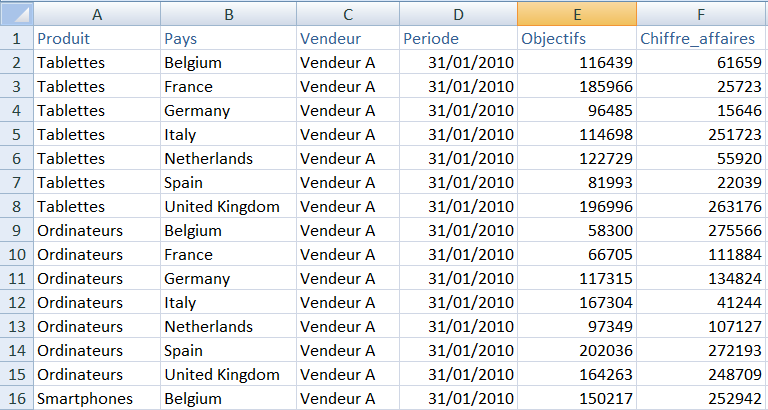 A B C D E F
1 Produit Pays Vendeur Periode Objectifs Chiffre_affaires
2 Tablettes Belgium Vendeur A 31/01/2010 116439 61659
3 Tablettes France Vendeur A 31/01/2010 185966 25723
4 Tablettes Germany Vendeur A 31/01/2010 96485 15646
5 Tablettes Italy Vendeur A 31/01/2010 114698 251723
6 Tablettes Netherlands Vendeur A 31/01/2010 122729 55920
7 Tablettes Spain Vendeur A 31/01/2010 81993 22039
8 Tablettes United Kingdom Vendeur A 31/01/2010 196996 263176
9 Ordinateurs Belgium Vendeur A 31/01/2010 58300 275566
10 Ordinateurs France Vendeur A 31/01/2010 66705 111884
11 Ordinateurs Germany Vendeur A 31/01/2010 117315 134824
12 Ordinateurs Italy Vendeur A 31/01/2010 167304 41244
13 Ordinateurs Netherlands Vendeur A 31/01/2010 97349 107127
14 Ordinateurs Spain Vendeur A 31/01/2010 202036 272193
15 Ordinateurs United Kingdom Vendeur A 31/01/2010 164263 248709
16 Smartphones Belgium Vendeur A 31/01/2010 150217 252942